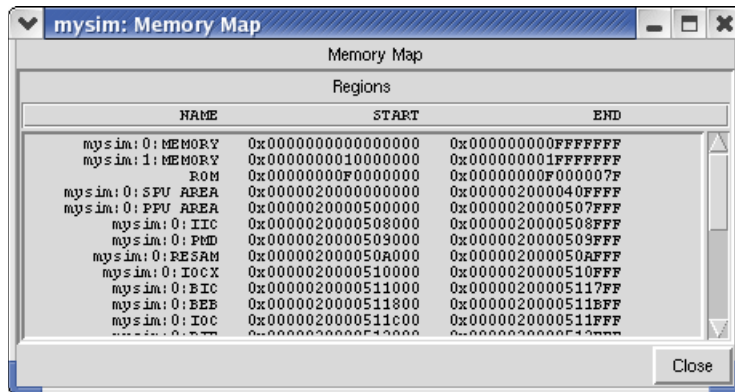 mysim: Memory Map
Memory Map
Regions
NAME START END
mysim:0:MEMORY 0x0000000000000000 0x000000000FFFFFFF
mysim:1:MEMORY 0x0000000010000000 0x000000001FFFFFFF
ROM 0x00000000F0000000 0x00000000F000007F
mysim:0:SPU AREA 0x0000020000000000 0x000002000040FFFF
mysim:0:PPU AREA 0x0000020000500000 0x0000020000507FFF
mysim:0:IIC 0x0000020000508000 0x0000020000508FFF
mysim:0:PMD 0x0000020000509000 0x0000020000509FFF
mysim:0:RESAM 0x000002000050A000 0x000002000050AFFF
mysim:0:IOCX 0x0000020000510000 0x0000020000510FFF
mysim:0:BIC 0x0000020000511000 0x00000200005117FF
mysim:0:BEB 0x0000020000511800 0x0000020000511BFF
mysim:0:IOC 0x0000020000511C00 0x0000020000511FFF
Close